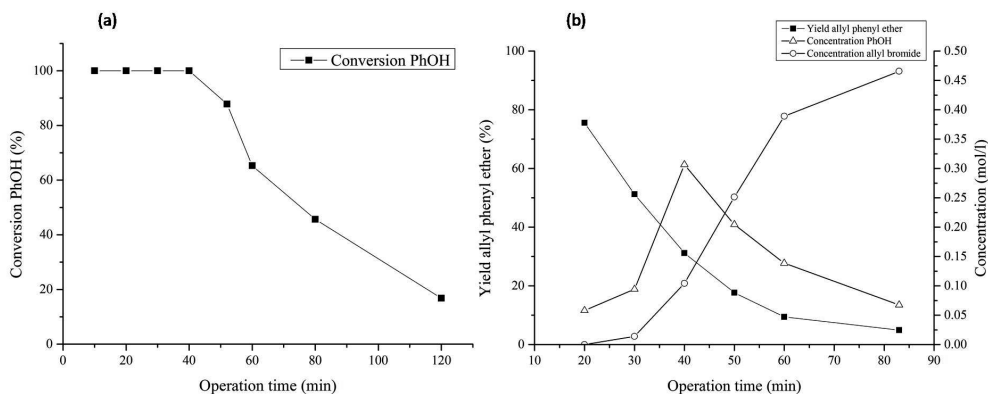 (a)
Conversion PhOH
100
80
60
40
20
0
Conversion PhOH (%)
0 20 40 60 80 100 120
Operation time (min)
(b)
Yield allyl phenyl ether
Concentration PhOH
Concentration allyl bromide
100
80
60
40
20
0
Yield allyl phenyl ether (%)
0.50
0.45
0.40
0.35
0.30
0.25
0.20
0.15
0.10
0.05
0.00
Concentration (mol/l)
10 20 30 40 50 60 70 80 90
Operation time (min)